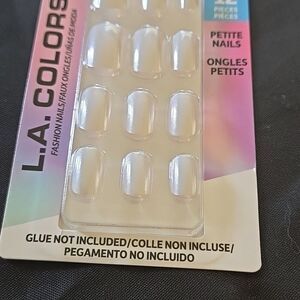 12
PIECES
PIÈCES
PETITE
NAILS
ONGLES
PETITS
L.A. COLORS
FASHION NAILS/FAUX ONGLES/UÑAS DE MODA
GLUE NOT INCLUDED/COLLE NON INCLUSE/
PEGAMENTO NO INCLUIDO